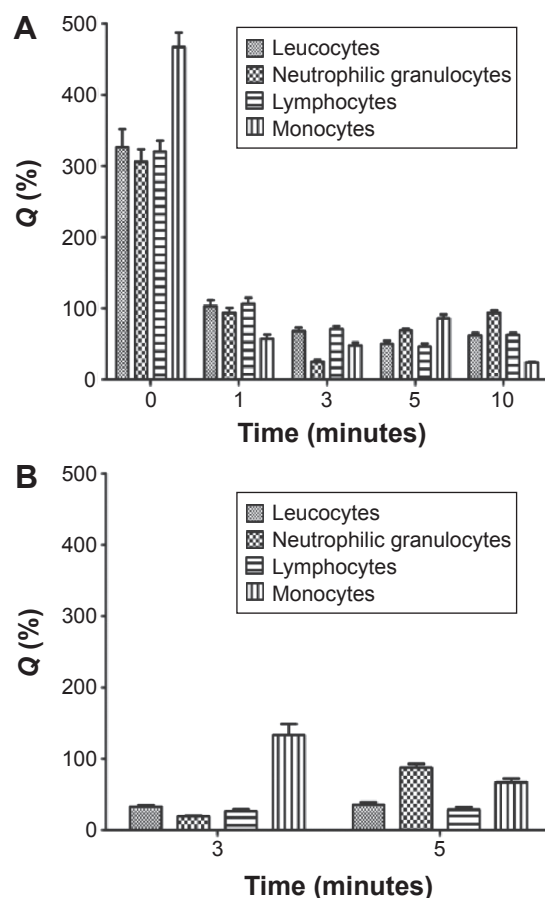 A
500
400
300
200
100
0
Q (%)
Leucocytes
Neutrophilic granulocytes
Lymphocytes
Monocytes
0 1 3 5 10
Time (minutes)
B
500
400
300
200
100
0
Q (%)
Leucocytes
Neutrophilic granulocytes
Lymphocytes
Monocytes
3 5
Time (minutes)